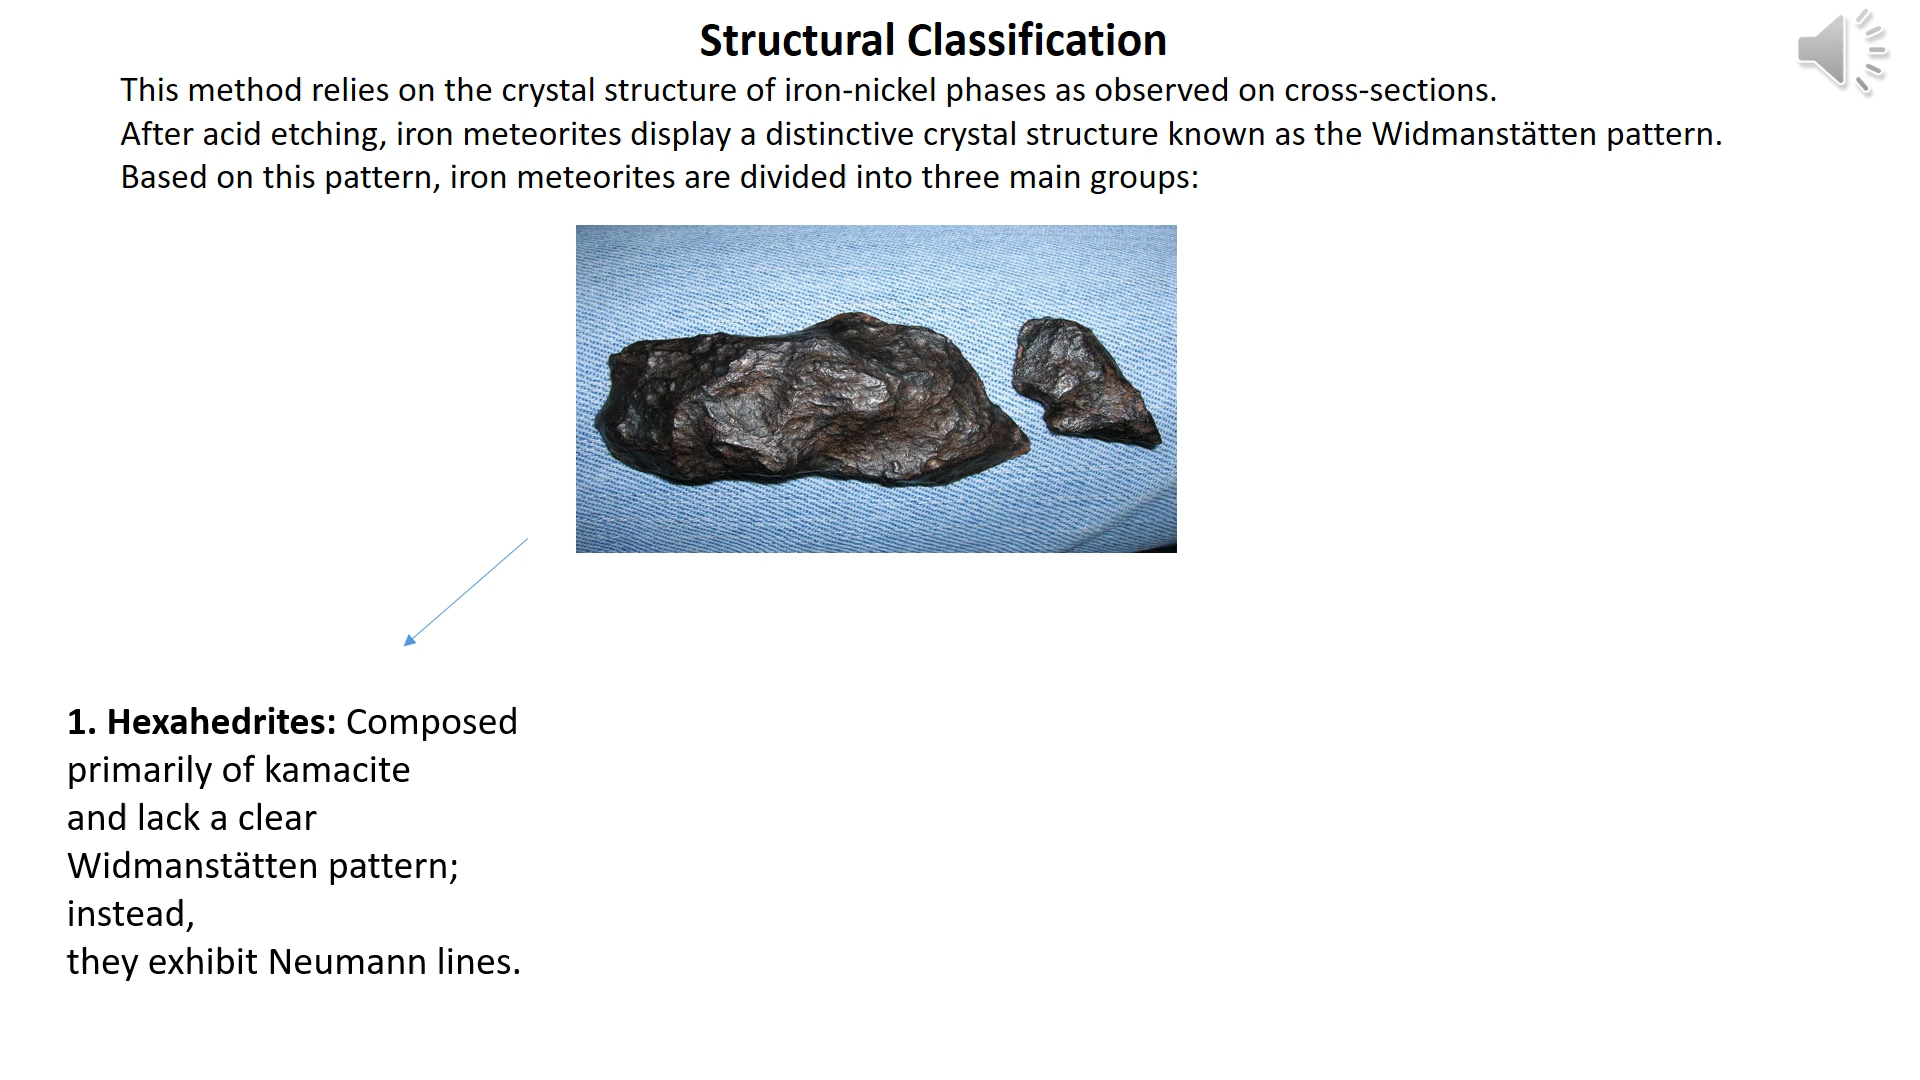 Structural Classification
This method relies on the crystal structure of iron-nickel phases as observed on cross-sections.
After acid etching, iron meteorites display a distinctive crystal structure known as the Widmanstätten pattern.
Based on this pattern, iron meteorites are divided into three main groups:
1. Hexahedrites: Composed
primarily of kamacite
and lack a clear
Widmanstätten pattern;
instead,
they exhibit Neumann lines.